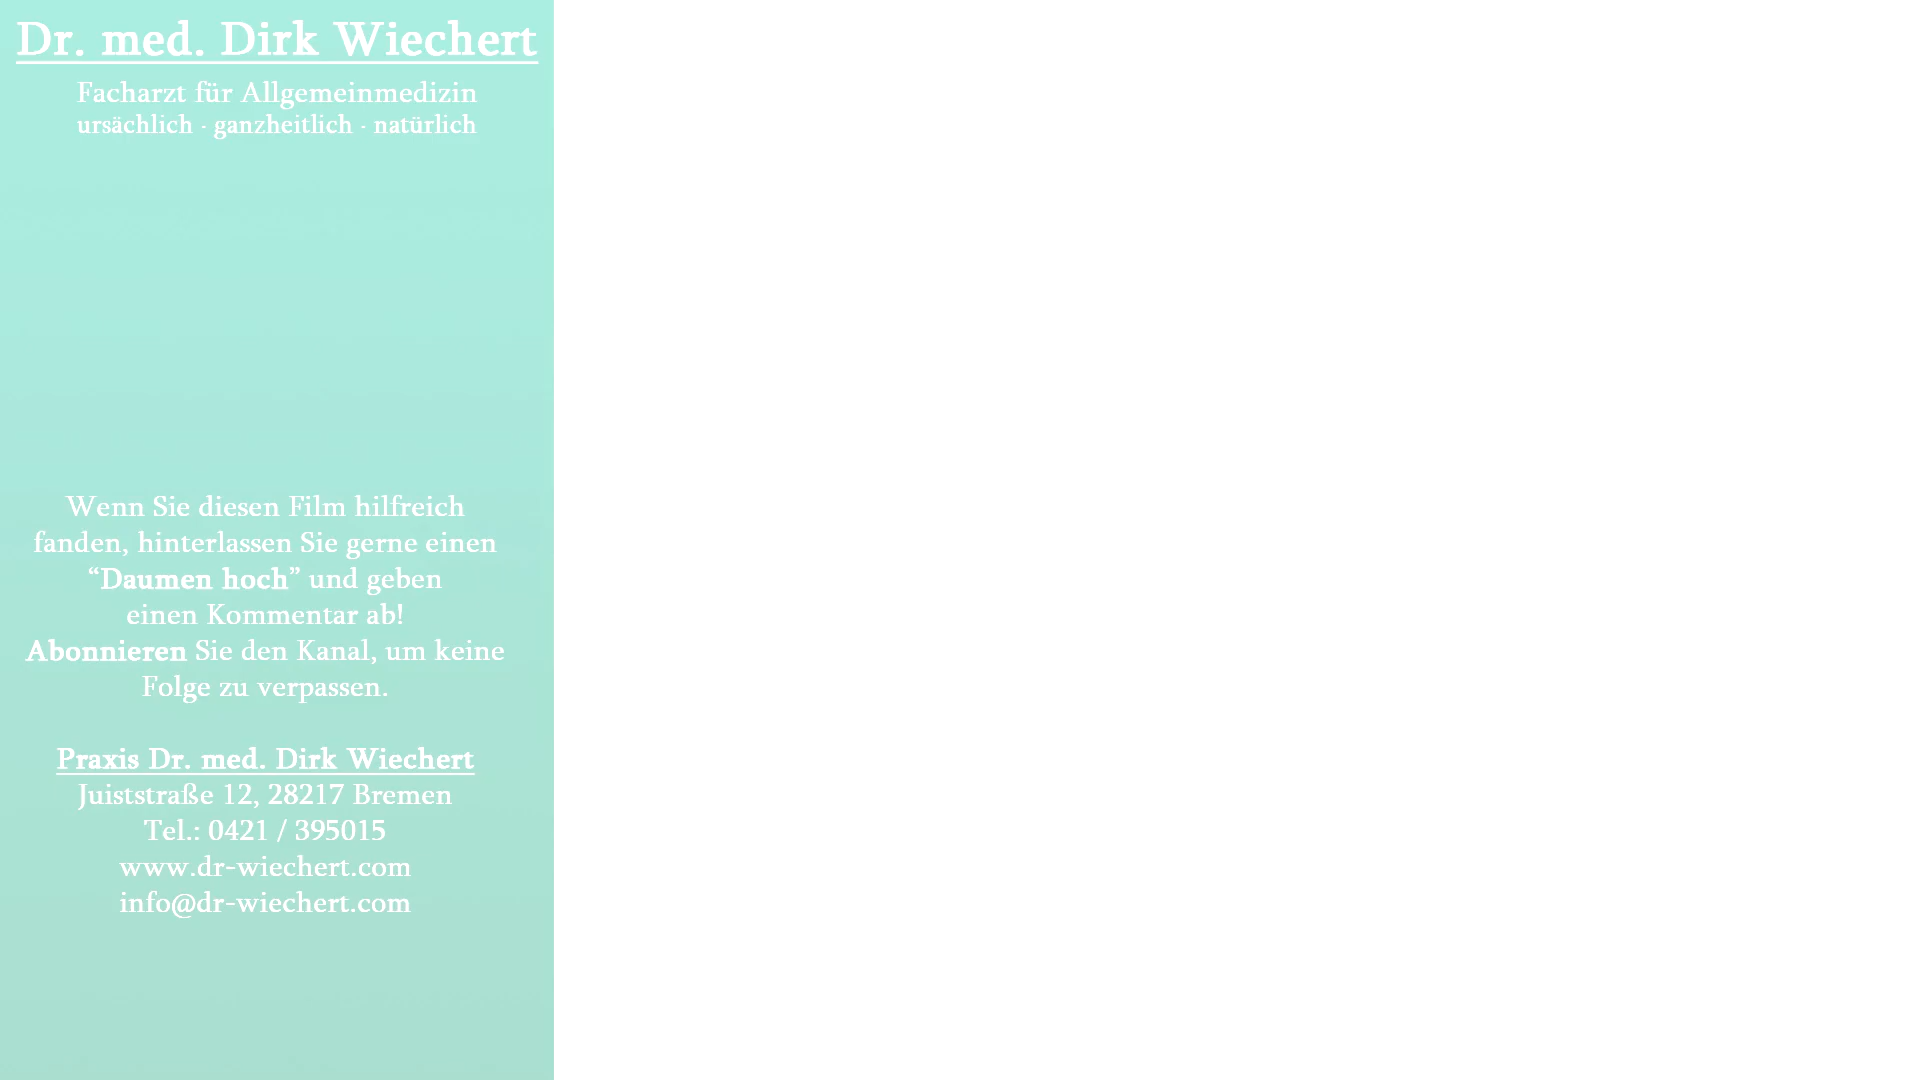 Dr. med. Dirk Wiechert
Facharzt für Allgemeinmedizin
ursächlich · ganzheitlich · natürlich
Wenn Sie diesen Film hilfreich
fanden, hinterlassen Sie gerne einen
“Daumen hoch” und geben
einen Kommentar ab!
Abonnieren Sie den Kanal, um keine
Folge zu verpassen.
Praxis Dr. med. Dirk Wiechert
Juiststraße 12, 28217 Bremen
Tel.: 0421 / 395015
www.dr-wiechert.com
info@dr-wiechert.com